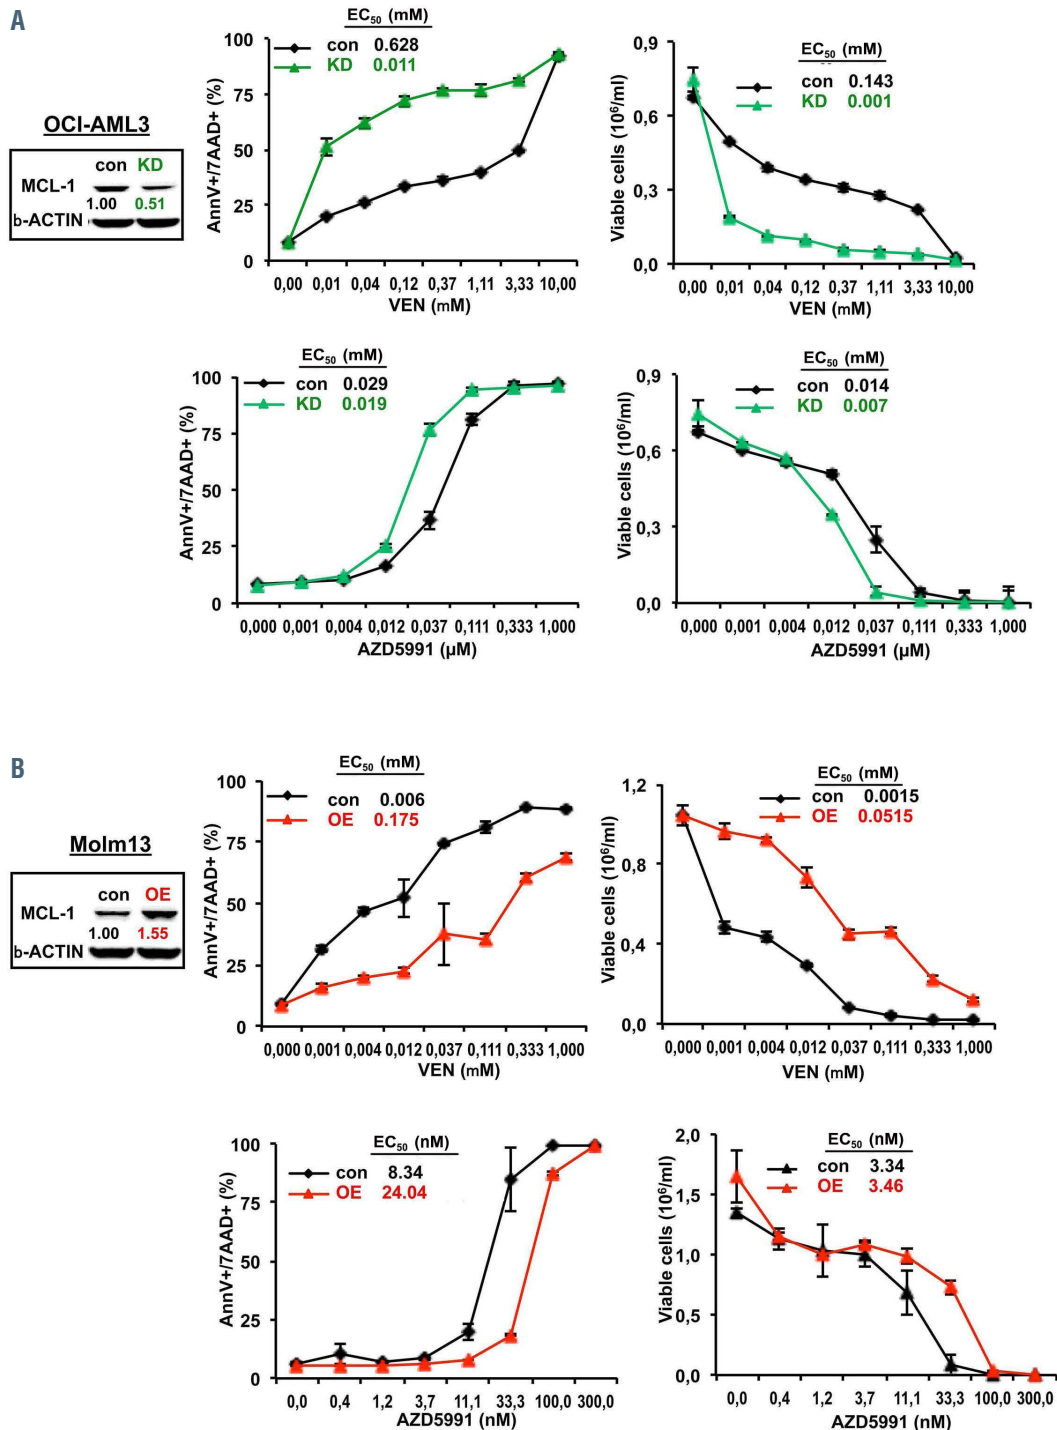 A
OCI-AML3
con KD
MCL-1
1.00 0.51
b-ACTIN
EC50 (mM)
con 0.628
KD 0.011
AnnV+/7AAD+ (%)
100
75
50
25
0
0,00 0,01 0,04 0,12 0,37 1,11 3,33 10,00
VEN (mM)
EC50 (mM)
con 0.143
KD 0.001
Viable cells (10⁶/ml)
0,9
0,6
0,3
0,0
0,00 0,01 0,04 0,12 0,37 1,11 3,33 10,00
VEN (mM)
EC50 (mM)
con 0.029
KD 0.019
AnnV+/7AAD+ (%)
100
75
50
25
0
0,000 0,001 0,004 0,012 0,037 0,111 0,333 1,000
AZD5991 (µM)
EC50 (mM)
con 0.014
KD 0.007
Viable cells (10⁶/ml)
0,9
0,6
0,3
0,0
0,000 0,001 0,004 0,012 0,037 0,111 0,333 1,000
AZD5991 (µM)
B
Molm13
con OE
MCL-1
1.00 1.55
b-ACTIN
EC50 (mM)
con 0.006
OE 0.175
AnnV+/7AAD+ (%)
100
75
50
25
0
0,000 0,001 0,004 0,012 0,037 0,111 0,333 1,000
VEN (mM)
EC50 (mM)
con 0.0015
OE 0.0515
Viable cells (10⁶/ml)
1,2
0,8
0,4
0,0
0,000 0,001 0,004 0,012 0,037 0,111 0,333 1,000
VEN (mM)
EC50 (nM)
con 8.34
OE 24.04
AnnV+/7AAD+ (%)
100
75
50
25
0
0,0 0,4 1,2 3,7 11,1 33,3 100,0 300,0
AZD5991 (nM)
EC50 (nM)
con 3.34
OE 3.46
Viable cells (10⁶/ml)
2,0
1,5
1,0
0,5
0,0
0,0 0,4 1,2 3,7 11,1 33,3 100,0 300,0
AZD5991 (nM)